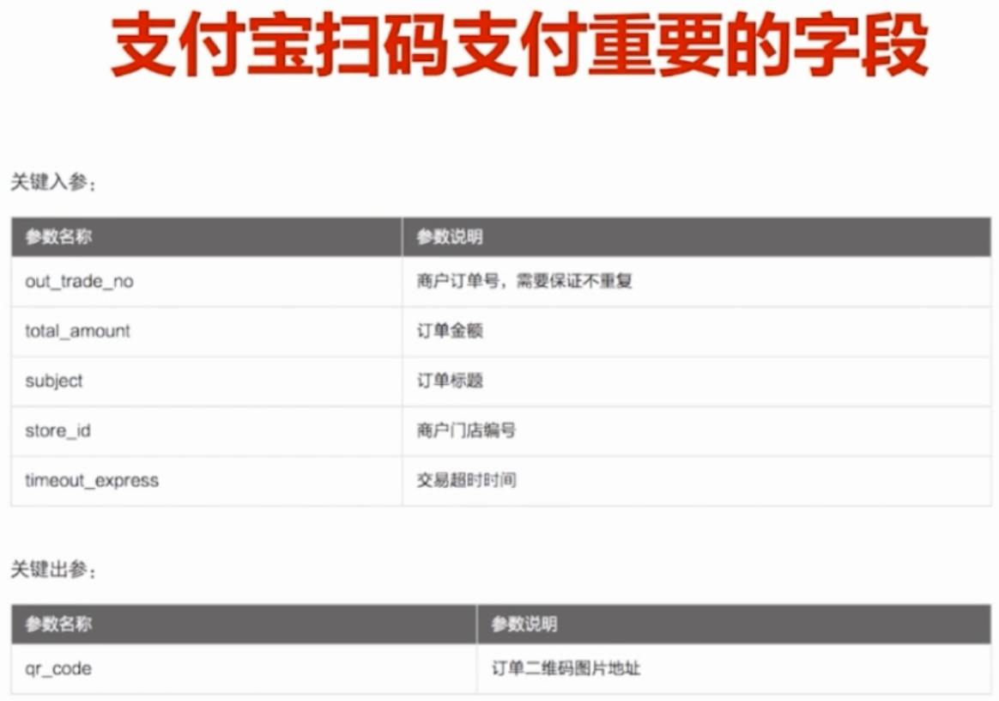 支付宝扫码支付重要的字段
关键入参：
参数名称 参数说明
out_trade_no 商户订单号，需要保证不重复
total_amount 订单金额
subject 订单标题
store_id 商户门店编号
timeout_express 交易超时时间
关键出参：
参数名称 参数说明
qr_code 订单二维码图片地址